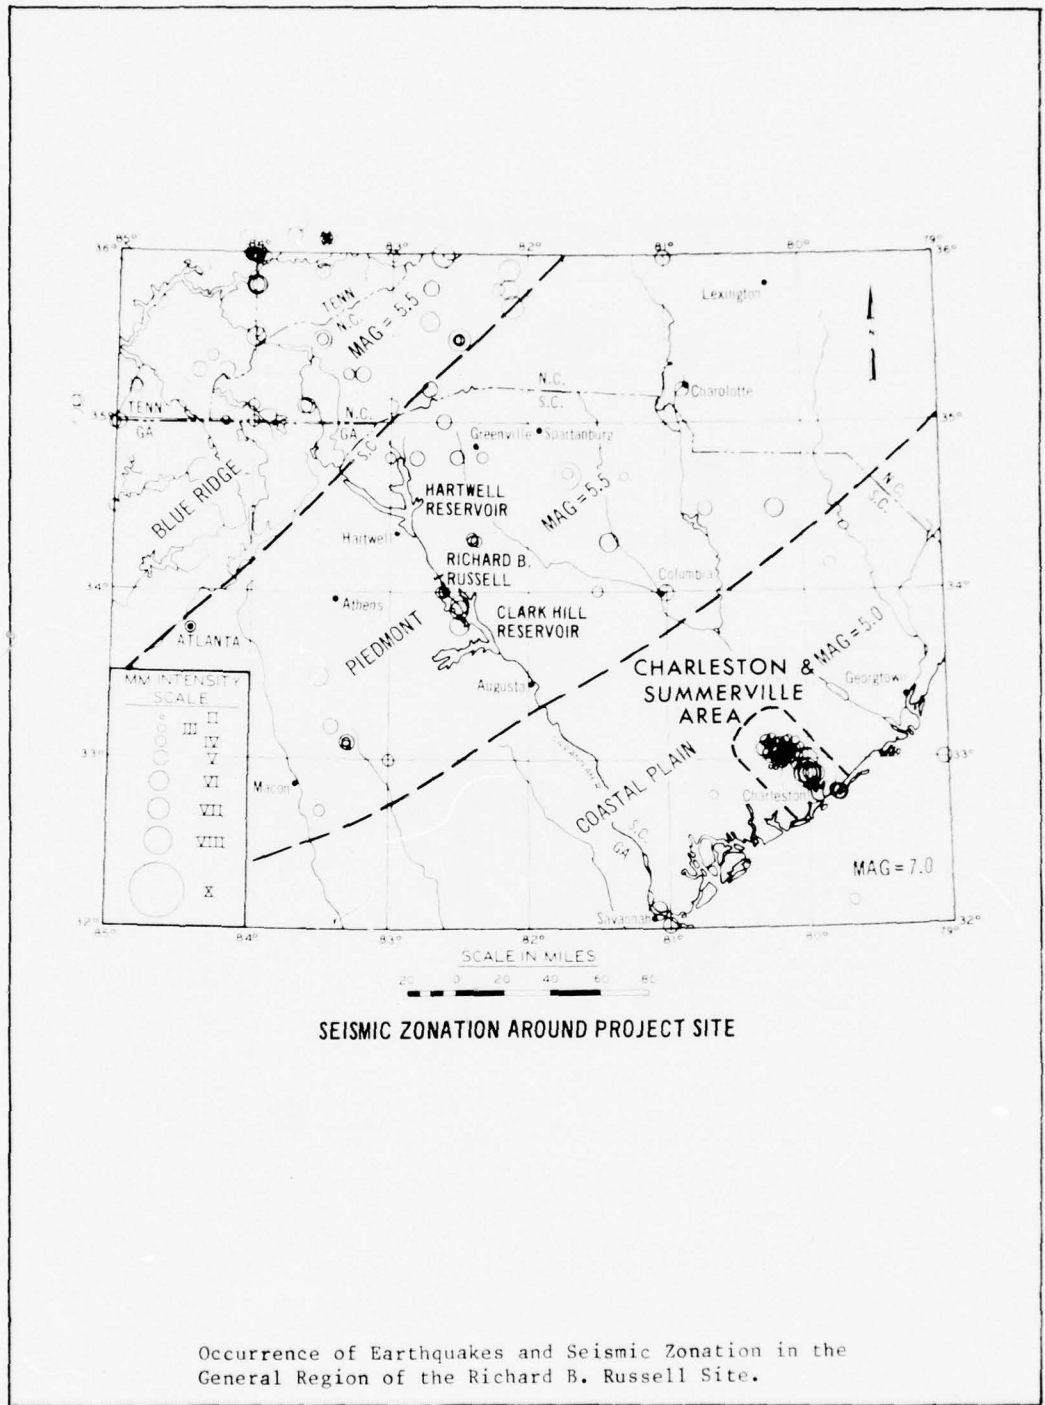 85° 84° 83° 82° 81° 80° 79°
36° 36°
TENN
N.C.
MAG = 5.5
Lexington
N.C.
S.C.
Charolotte
35° 35°
TENN
GA
N.C.
GA
S.C.
Greenville Spartanburg
BLUE RIDGE
HARTWELL
RESERVOIR
MAG = 5.5
N.C.
S.C.
Hartwell
RICHARD B.
RUSSELL
34° 34°
Columbia
Athens
CLARK HILL
RESERVOIR
ATLANTA
PIEDMONT
MAG = 5.0
CHARLESTON &
SUMMERVILLE
AREA
Augusta
Georgetown
MM INTENSITY
SCALE
II
III
IV
V
VI
VII
VIII
X
33°
SAVANNAH R
Macon
COASTAL PLAIN
Charleston
S.C.
GA
MAG = 7.0
Savannah
32° 32°
85° 84° 83° 82° 81° 80° 79°
SCALE IN MILES
20 0 20 40 60 80
SEISMIC ZONATION AROUND PROJECT SITE
Occurrence of Earthquakes and Seismic Zonation in the
General Region of the Richard B. Russell Site.